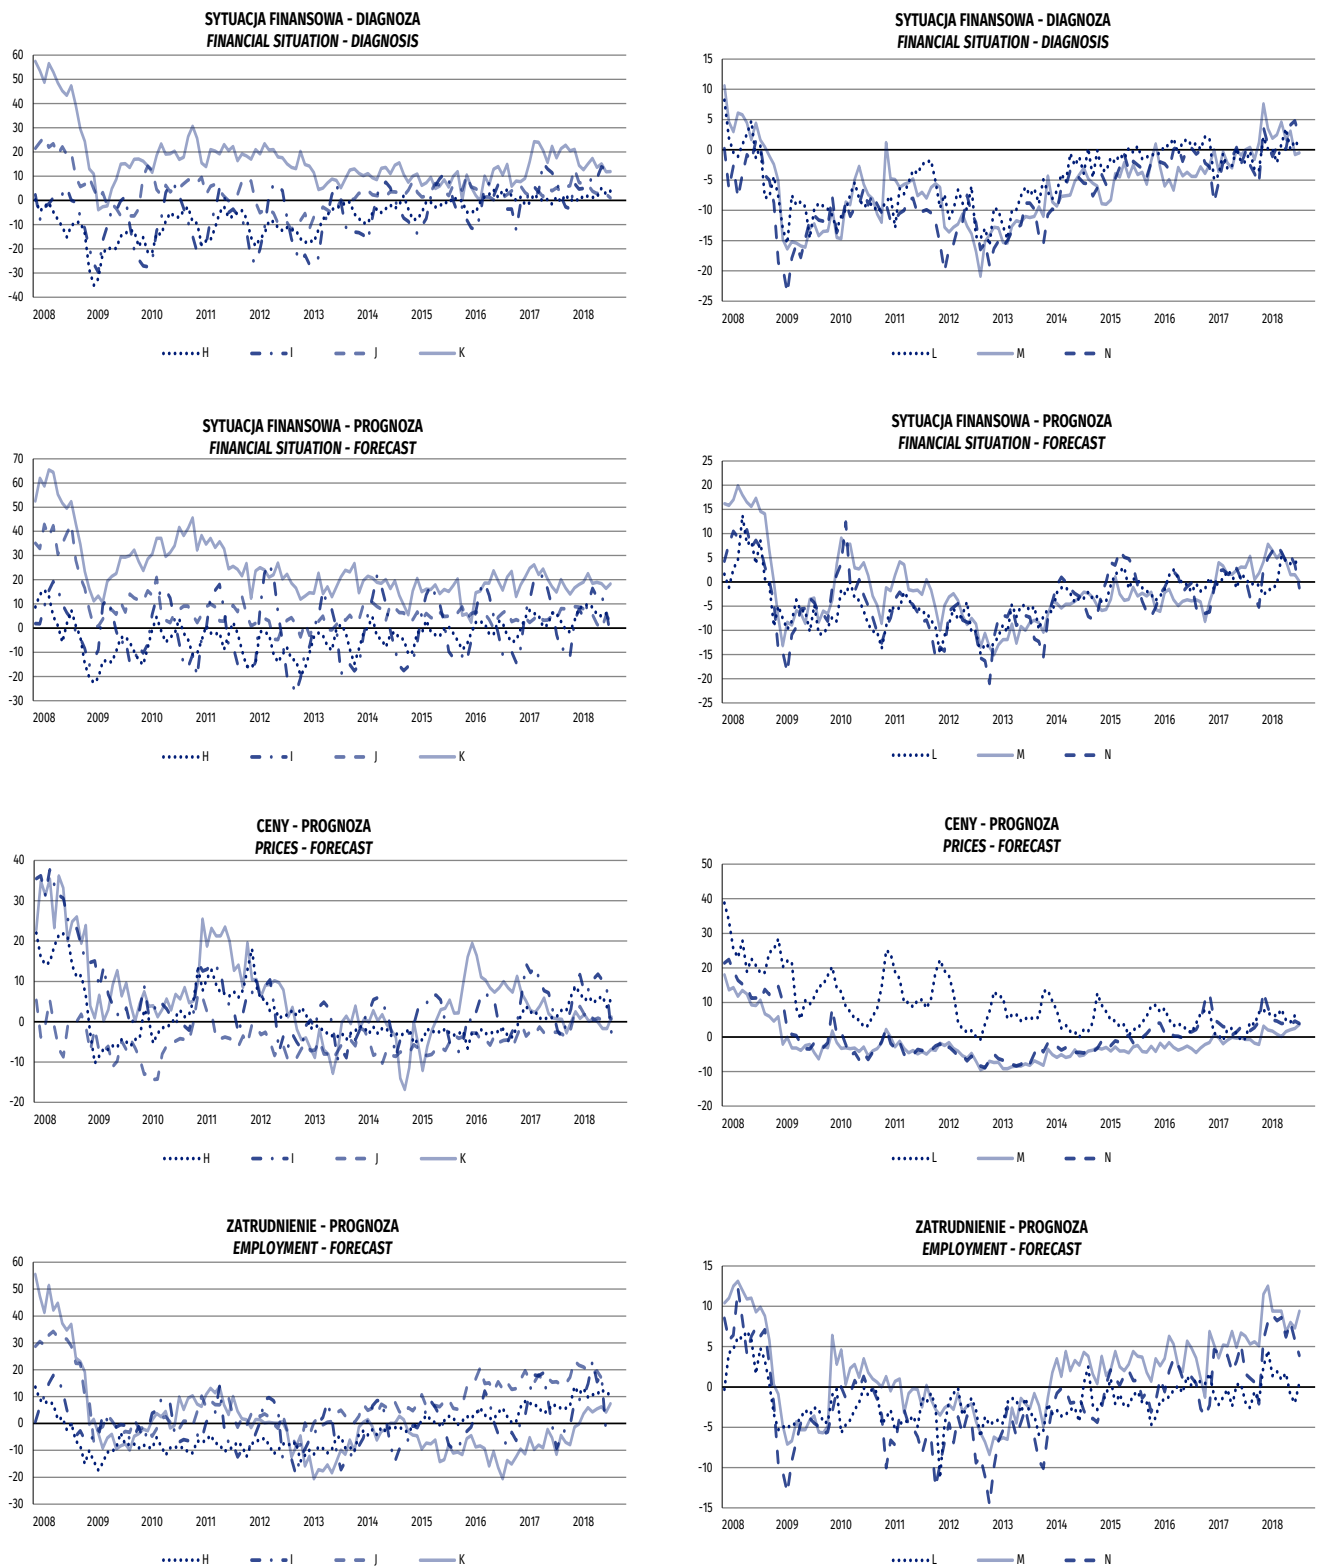 SYTUACJA FINANSOWA - DIAGNOZA
FINANCIAL SITUATION - DIAGNOSIS
60
50
40
30
20
10
0
-10
-20
-30
-40
2008 2009 2010 2011 2012 2013 2014 2015 2016 2017 2018
H I J K
SYTUACJA FINANSOWA - DIAGNOZA
FINANCIAL SITUATION - DIAGNOSIS
15
10
5
0
-5
-10
-15
-20
-25
2008 2009 2010 2011 2012 2013 2014 2015 2016 2017 2018
L M N
SYTUACJA FINANSOWA - PROGNOZA
FINANCIAL SITUATION - FORECAST
70
60
50
40
30
20
10
0
-10
-20
-30
2008 2009 2010 2011 2012 2013 2014 2015 2016 2017 2018
H I J K
SYTUACJA FINANSOWA - PROGNOZA
FINANCIAL SITUATION - FORECAST
25
20
15
10
5
0
-5
-10
-15
-20
-25
2008 2009 2010 2011 2012 2013 2014 2015 2016 2017 2018
L M N
CENY - PROGNOZA
PRICES - FORECAST
40
30
20
10
0
-10
-20
2008 2009 2010 2011 2012 2013 2014 2015 2016 2017 2018
H I J K
CENY - PROGNOZA
PRICES - FORECAST
50
40
30
20
10
0
-10
-20
2008 2009 2010 2011 2012 2013 2014 2015 2016 2017 2018
L M N
ZATRUDNIENIE - PROGNOZA
EMPLOYMENT - FORECAST
60
50
40
30
20
10
0
-10
-20
-30
2008 2009 2010 2011 2012 2013 2014 2015 2016 2017 2018
H I J K
ZATRUDNIENIE - PROGNOZA
EMPLOYMENT - FORECAST
15
10
5
0
-5
-10
-15
2008 2009 2010 2011 2012 2013 2014 2015 2016 2017 2018
L M N